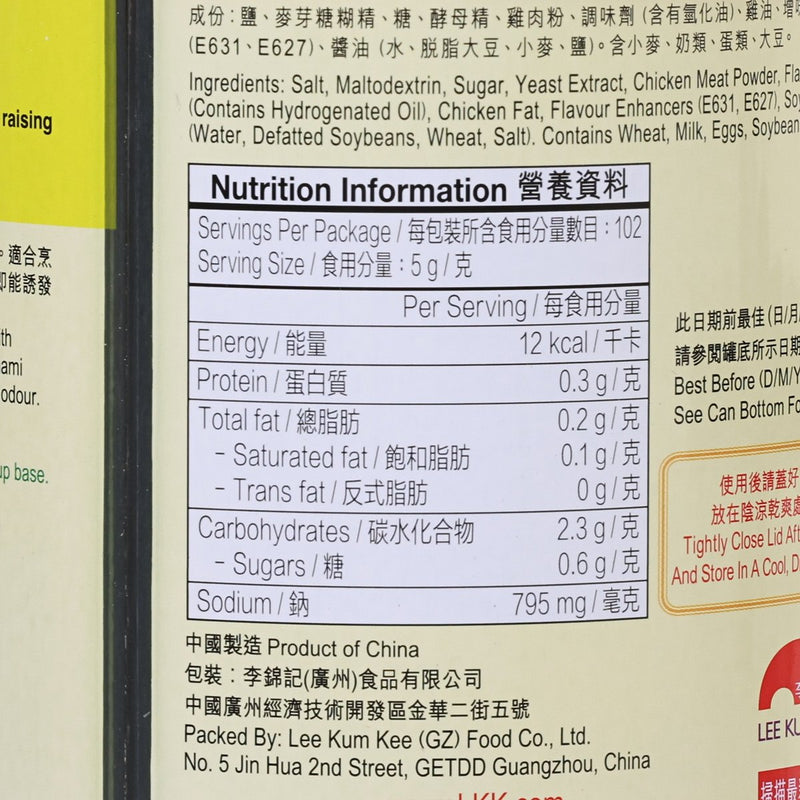 raising
。適合烹
即能誘發
odour.
up base.
成份：鹽、麥芽糖糊精、糖、酵母精、雞肉粉、調味劑 (含有氫化油)、雞油、增味
(E631、E627)、醬油 (水、脱脂大豆、小麥、鹽)。含小麥、奶類、蛋類、大豆。
Ingredients: Salt, Maltodextrin, Sugar, Yeast Extract, Chicken Meat Powder,
(Contains Hydrogenated Oil), Chicken Fat, Flavour Enhancers (E631, E627),
(Water, Defatted Soybeans, Wheat, Salt). Contains Wheat, Milk, Eggs, Soybean
Nutrition Information 營養資料
Servings Per Package / 每包裝所含食用分量數目：102
Serving Size / 食用分量：5 g / 克
Per Serving / 每食用分量
Energy / 能量 12 kcal / 千卡
Protein / 蛋白質 0.3 g / 克
Total fat / 總脂肪 0.2 g / 克
- Saturated fat / 飽和脂肪 0.1 g / 克
- Trans fat / 反式脂肪 0 g / 克
Carbohydrates / 碳水化合物 2.3 g / 克
- Sugars / 糖 0.6 g / 克
Sodium / 鈉 795 mg / 毫克
中國製造 Product of China
包裝：李錦記(廣州)食品有限公司
中國廣州經濟技術開發區金華二街五號
Packed By: Lee Kum Kee (GZ) Food Co., Ltd.
No. 5 Jin Hua 2nd Street, GETDD Guangzhou, China
此日期前最佳 (日/月/
請參閱罐底所示日期
Best Before (D/M/Y
See Can Bottom
使用後請蓋好
放在陰涼乾爽處
Tightly Close Lid
And Store In A Cool,
LEE
掃描最